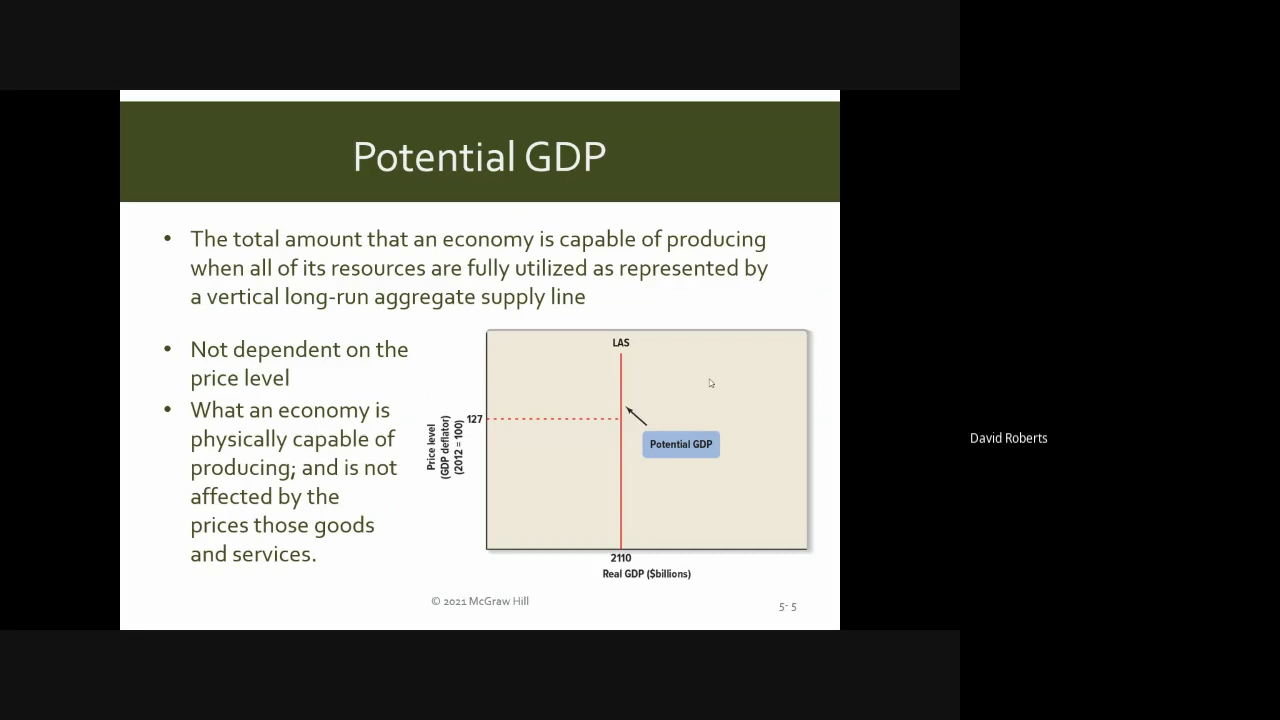 Potential GDP
• The total amount that an economy is capable of producing
when all of its resources are fully utilized as represented by
a vertical long-run aggregate supply line
• Not dependent on the
price level
• What an economy is
physically capable of
producing; and is not
affected by the
prices those goods
and services.
LAS
127
Potential GDP
Price level
(GDP deflator)
(2012 = 100)
2110
Real GDP ($billions)
© 2021 McGraw Hill
5- 5
David Roberts